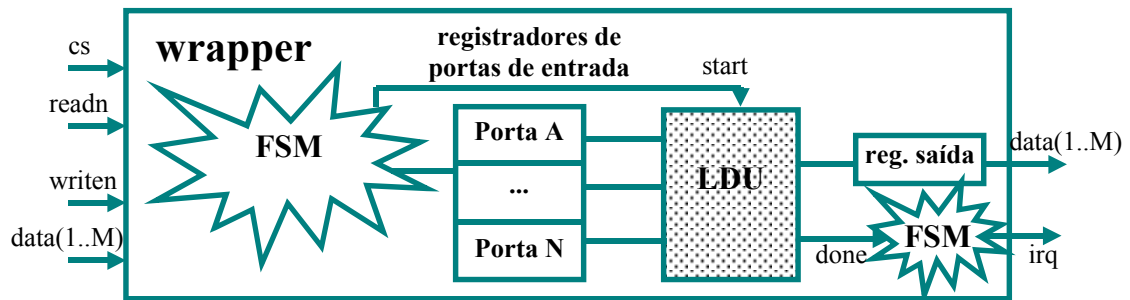 wrapper
cs
readn
writen
data(1..M)
FSM
registradores de
portas de entrada
start
Porta A
...
Porta N
LDU
reg. saída
data(1..M)
done
FSM
irq